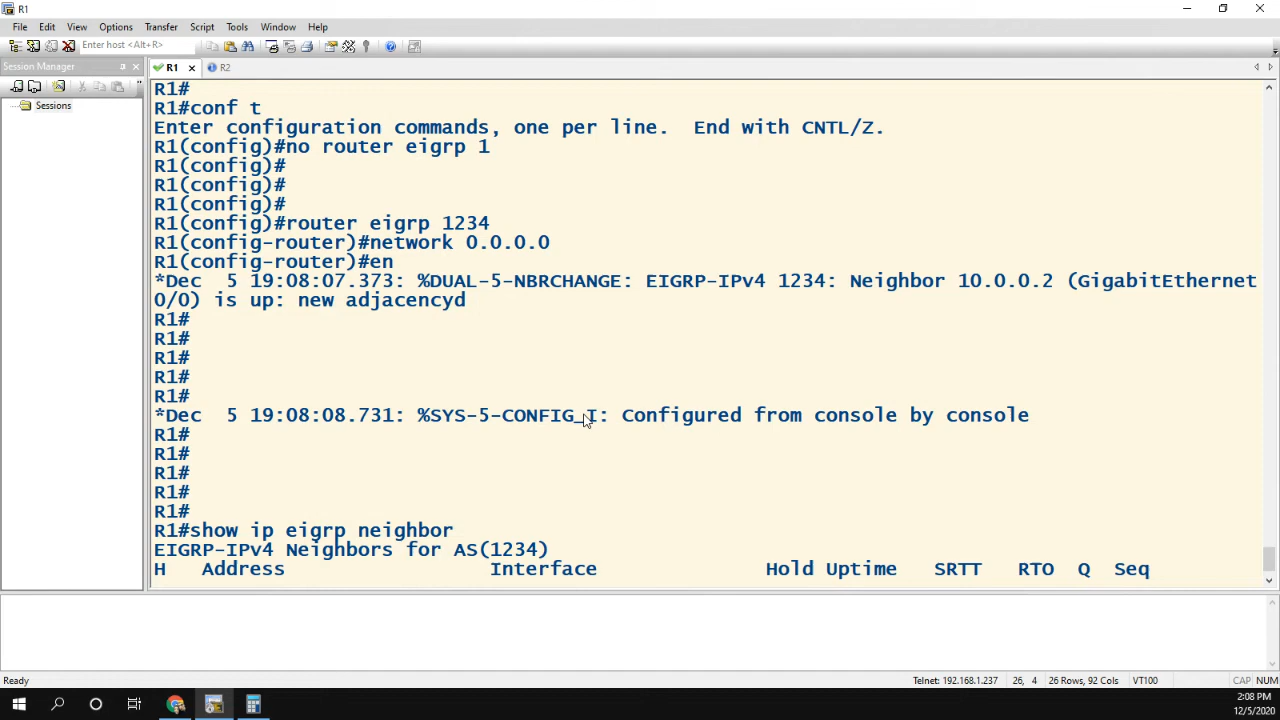 R1
File Edit View Options Transfer Script Tools Window Help
Enter host <Alt+R>
Session Manager
R1
R2
Sessions
R1#
R1#conf t
Enter configuration commands, one per line.  End with CNTL/Z.
R1(config)#no router eigrp 1
R1(config)#
R1(config)#
R1(config)#
R1(config)#router eigrp 1234
R1(config-router)#network 0.0.0.0
R1(config-router)#en
*Dec  5 19:08:07.373: %DUAL-5-NBRCHANGE: EIGRP-IPv4 1234: Neighbor 10.0.0.2 (GigabitEthernet
0/0) is up: new adjacencyd
R1#
R1#
R1#
R1#
R1#
*Dec  5 19:08:08.731: %SYS-5-CONFIG_I: Configured from console by console
R1#
R1#
R1#
R1#
R1#
R1#show ip eigrp neighbor
EIGRP-IPv4 Neighbors for AS(1234)
H   Address                 Interface              Hold Uptime   SRTT   RTO  Q  Seq
Ready
Telnet: 192.168.1.237 26, 4 26 Rows, 92 Cols VT100 CAP NUM
2:08 PM
12/5/2020